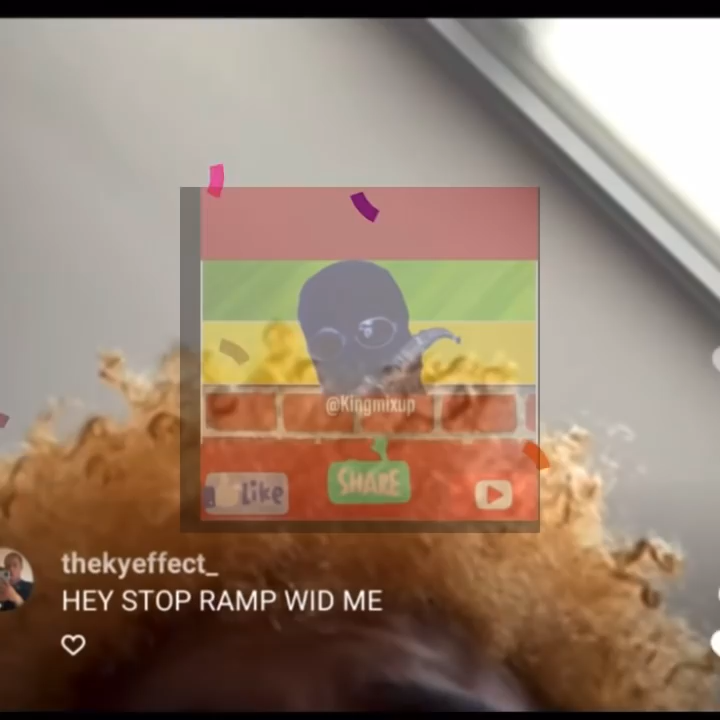 @Kingmixup
Like
SHARE
thekyeffect_
HEY STOP RAMP WID ME